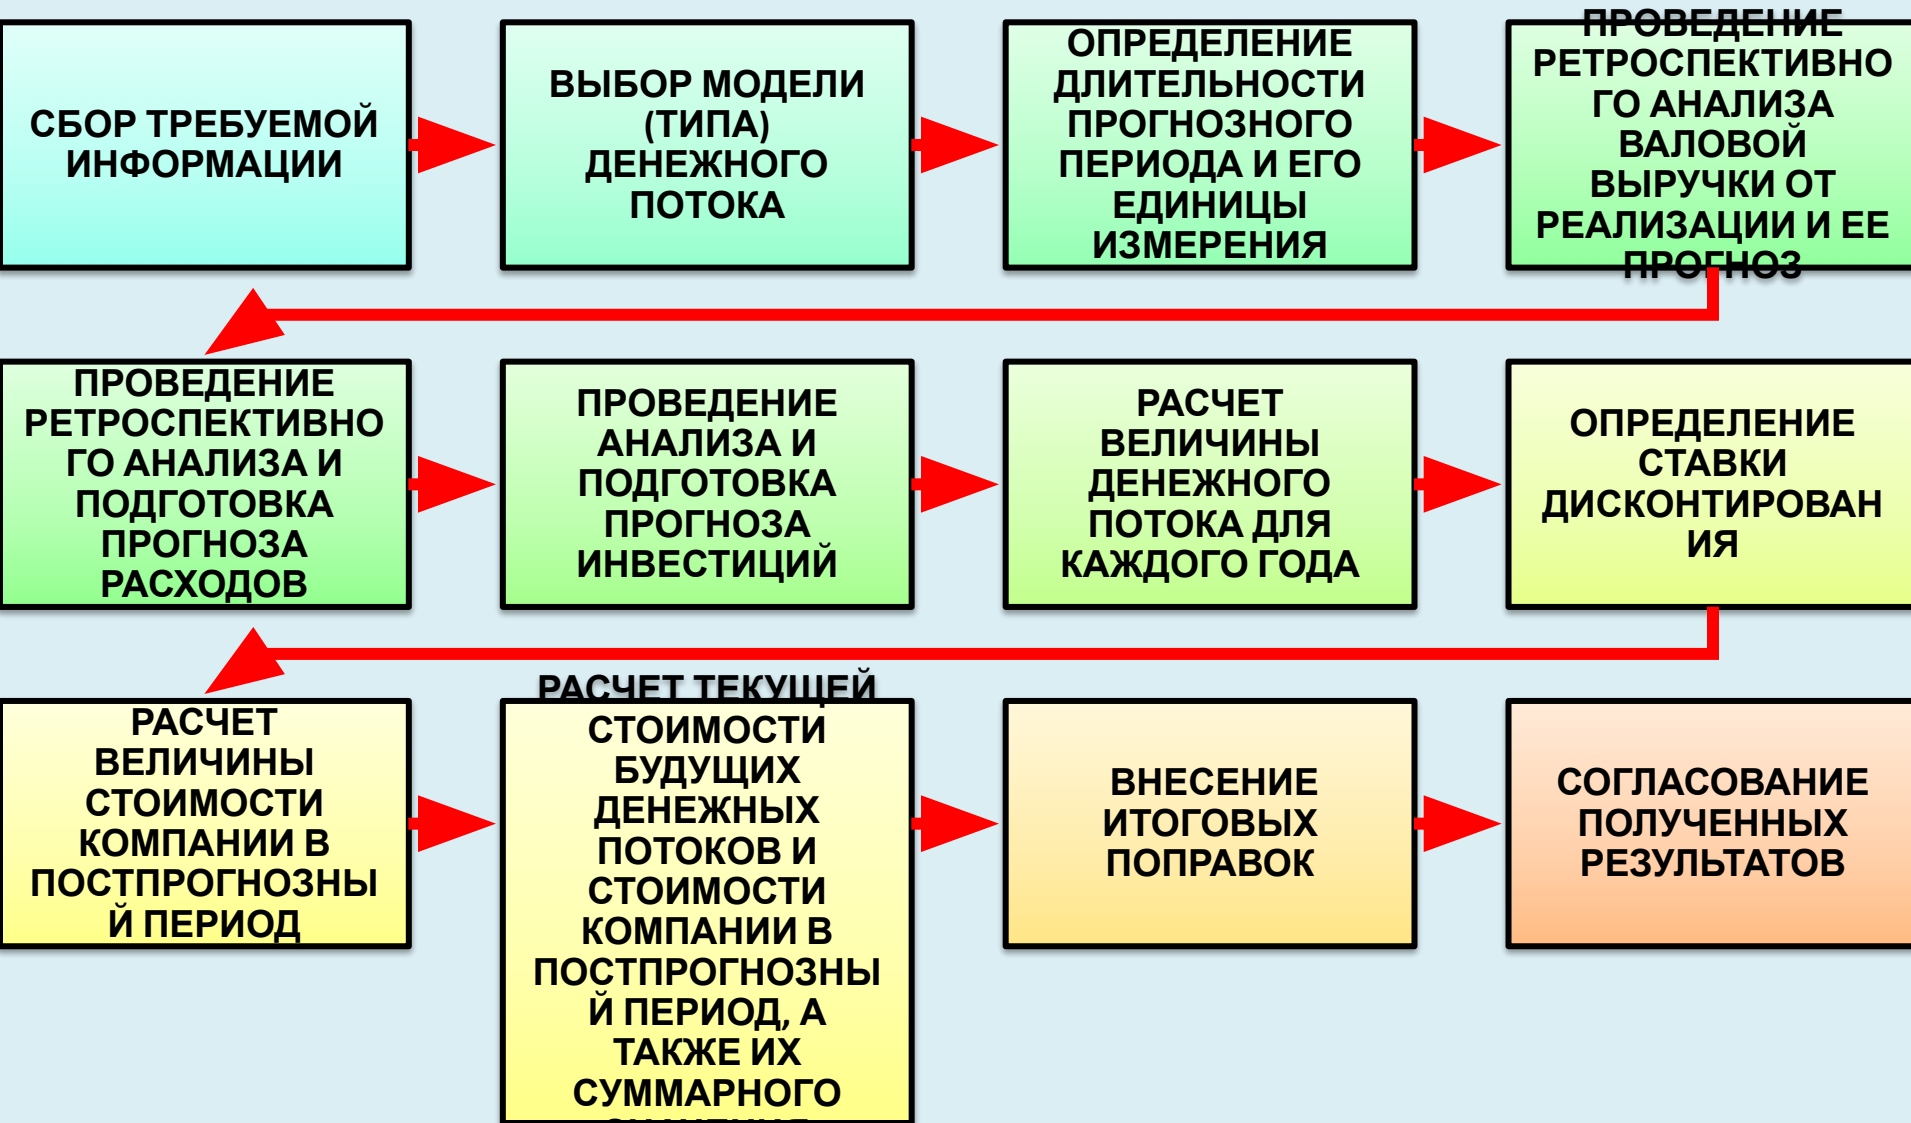 СБОР ТРЕБУЕМОЙ
ИНФОРМАЦИИ
ВЫБОР МОДЕЛИ
(ТИПА)
ДЕНЕЖНОГО
ПОТОКА
ОПРЕДЕЛЕНИЕ
ДЛИТЕЛЬНОСТИ
ПРОГНОЗНОГО
ПЕРИОДА И ЕГО
ЕДИНИЦЫ
ИЗМЕРЕНИЯ
ПРОВЕДЕНИЕ
РЕТРОСПЕКТИВНО
ГО АНАЛИЗА
ВАЛОВОЙ
ВЫРУЧКИ ОТ
РЕАЛИЗАЦИИ И ЕЕ
ПРОГНОЗ
ПРОВЕДЕНИЕ
РЕТРОСПЕКТИВНО
ГО АНАЛИЗА И
ПОДГОТОВКА
ПРОГНОЗА
РАСХОДОВ
ПРОВЕДЕНИЕ
АНАЛИЗА И
ПОДГОТОВКА
ПРОГНОЗА
ИНВЕСТИЦИЙ
РАСЧЕТ
ВЕЛИЧИНЫ
ДЕНЕЖНОГО
ПОТОКА ДЛЯ
КАЖДОГО ГОДА
ОПРЕДЕЛЕНИЕ
СТАВКИ
ДИСКОНТИРОВАН
ИЯ
РАСЧЕТ
ВЕЛИЧИНЫ
СТОИМОСТИ
КОМПАНИИ В
ПОСТПРОГНОЗНЫ
Й ПЕРИОД
РАСЧЕТ ТЕКУЩЕЙ
СТОИМОСТИ
БУДУЩИХ
ДЕНЕЖНЫХ
ПОТОКОВ И
СТОИМОСТИ
КОМПАНИИ В
ПОСТПРОГНОЗНЫ
Й ПЕРИОД, А
ТАКЖЕ ИХ
СУММАРНОГО
ВНЕСЕНИЕ
ИТОГОВЫХ
ПОПРАВОК
СОГЛАСОВАНИЕ
ПОЛУЧЕННЫХ
РЕЗУЛЬТАТОВ